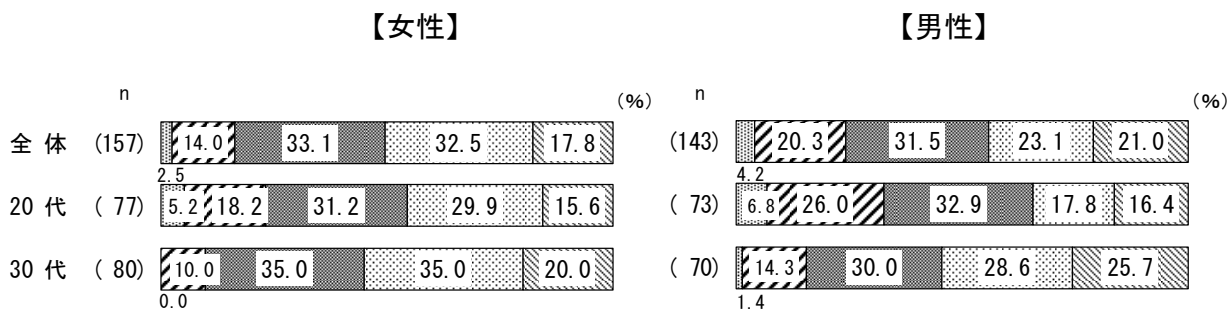 【女性】 【男性】
n (%) n (%)
全 体 (157) 14.0 33.1 32.5 17.8 (143) 20.3 31.5 23.1 21.0
2.5 4.2
20 代 ( 77) 5.2 18.2 31.2 29.9 15.6 ( 73) 6.8 26.0 32.9 17.8 16.4
30 代 ( 80) 10.0 35.0 35.0 20.0 ( 70) 14.3 30.0 28.6 25.7
0.0 1.4